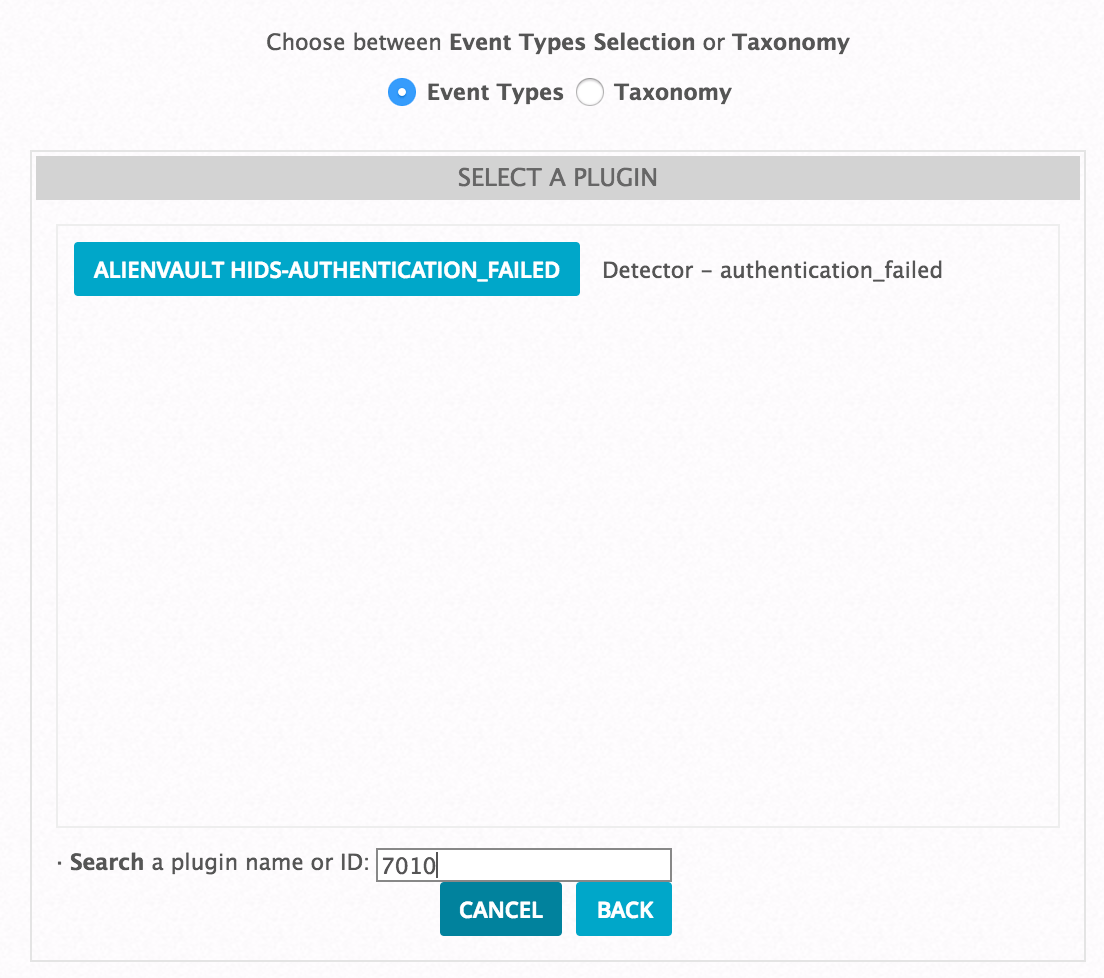 Choose between Event Types Selection or Taxonomy
Event Types Taxonomy
SELECT A PLUGIN
ALIENVAULT HIDS-AUTHENTICATION_FAILED Detector – authentication_failed
· Search a plugin name or ID: 7010
CANCEL BACK